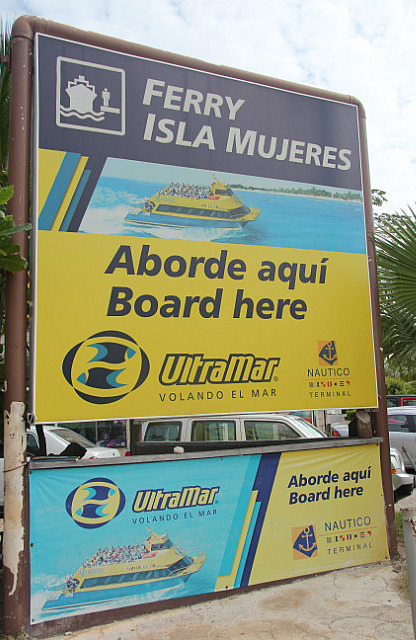 FERRY
ISLA MUJERES
Aborde aquí
Board here
UltraMar®
VOLANDO EL MAR
NAUTICO
TERMINAL
UltraMar
VOLANDO EL MAR
Aborde aquí
Board here
NAUTICO
TERMINAL